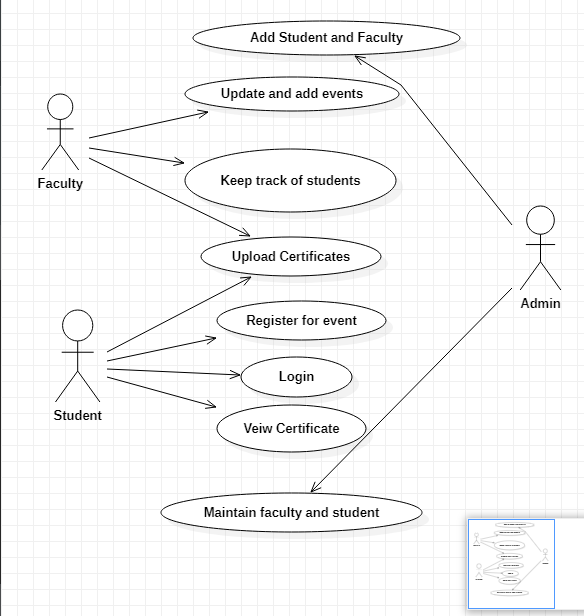 Add Student and Faculty
Update and add events
Faculty
Keep track of students
Upload Certificates
Admin
Register for event
Student
Login
Veiw Certificate
Maintain faculty and student